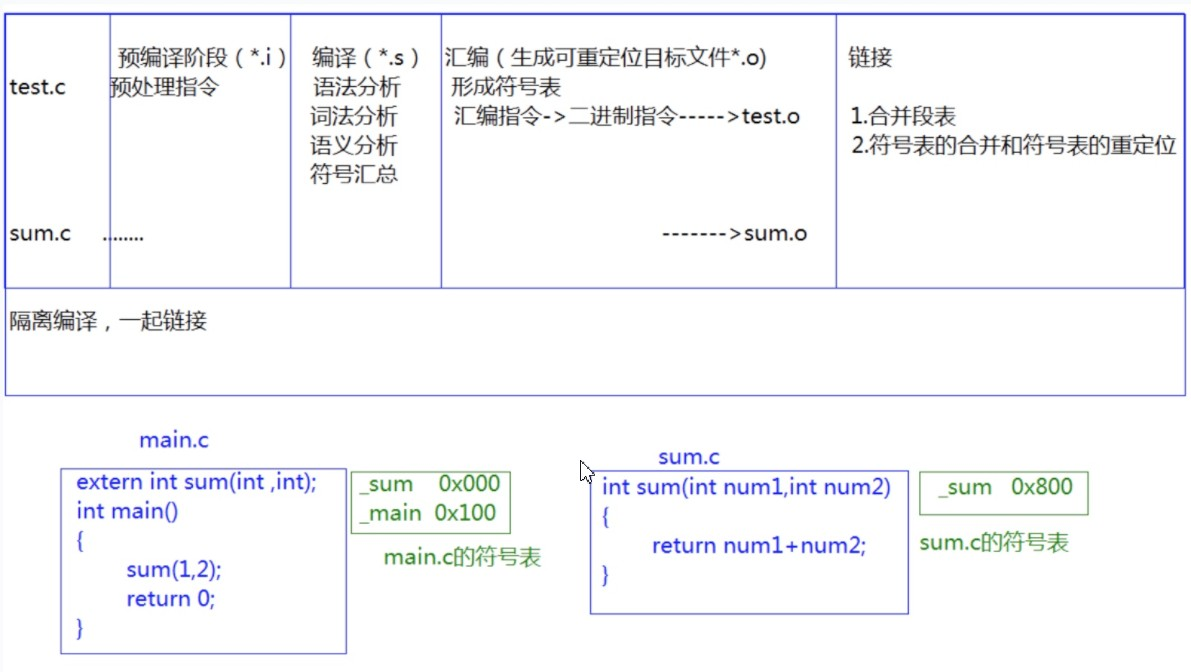 预编译阶段（*.i） 编译（*.s） 汇编（生成可重定位目标文件*.o) 链接
test.c 预处理指令 语法分析 形成符号表
词法分析 汇编指令->二进制指令----->test.o 1.合并段表
语义分析 2.符号表的合并和符号表的重定位
符号汇总
sum.c ........ ------->sum.o
隔离编译，一起链接
main.c
extern int sum(int ,int);
int main()
{
sum(1,2);
return 0;
}
_sum 0x000
_main 0x100
main.c的符号表
sum.c
int sum(int num1,int num2)
{
return num1+num2;
}
_sum 0x800
sum.c的符号表